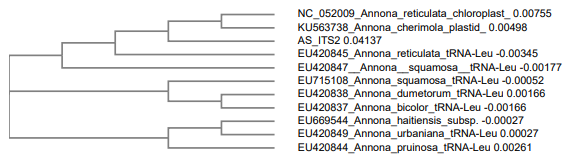 NC_052009_Annona_reticulata_chloroplast_ 0.00755
KU563738_Annona_cherimola_plastid_ 0.00498
AS_ITS2 0.04137
EU420845_Annona_reticulata_tRNA-Leu -0.00345
EU420847__Annona__squamosa__tRNA-Leu -0.00177
EU715108_Annona_squamosa_tRNA-Leu -0.00052
EU420838_Annona_dumetorum_tRNA-Leu 0.00166
EU420837_Annona_bicolor_tRNA-Leu -0.00166
EU669544_Annona_haitiensis_subsp. -0.00027
EU420849_Annona_urbaniana_tRNA-Leu 0.00027
EU420844_Annona_pruinosa_tRNA-Leu 0.00261